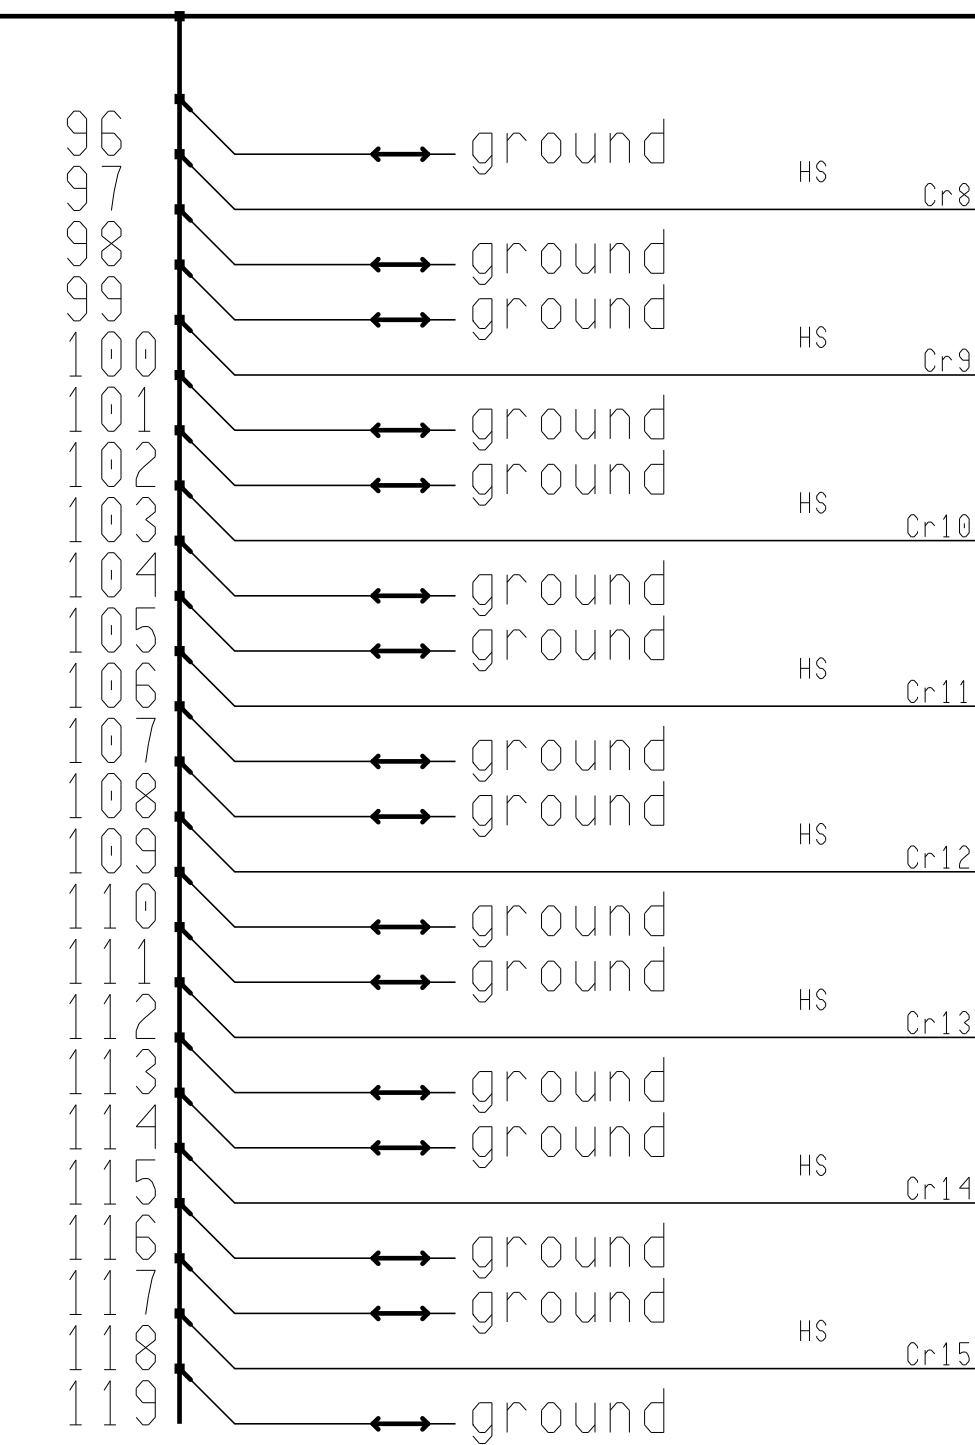 96 ground
97 HS Cr8
98 ground
99 ground
100 HS Cr9
101 ground
102 ground
103 HS Cr10
104 ground
105 ground
106 HS Cr11
107 ground
108 ground
109 HS Cr12
110 ground
111 ground
112 HS Cr13
113 ground
114 ground
115 HS Cr14
116 ground
117 ground
118 HS Cr15
119 ground